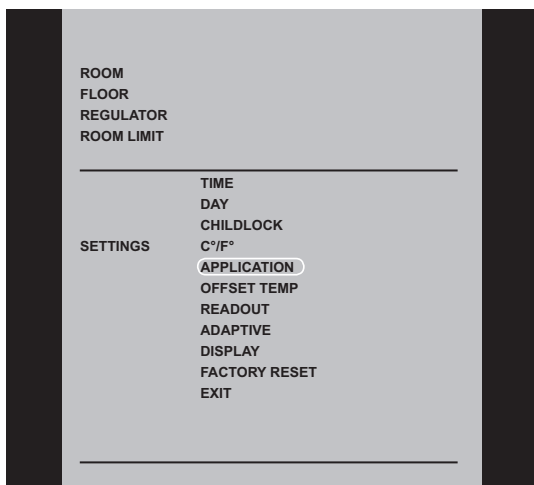 ROOM
FLOOR
REGULATOR
ROOM LIMIT
TIME
DAY
CHILDLOCK
SETTINGS C°/F°
APPLICATION
OFFSET TEMP
READOUT
ADAPTIVE
DISPLAY
FACTORY RESET
EXIT